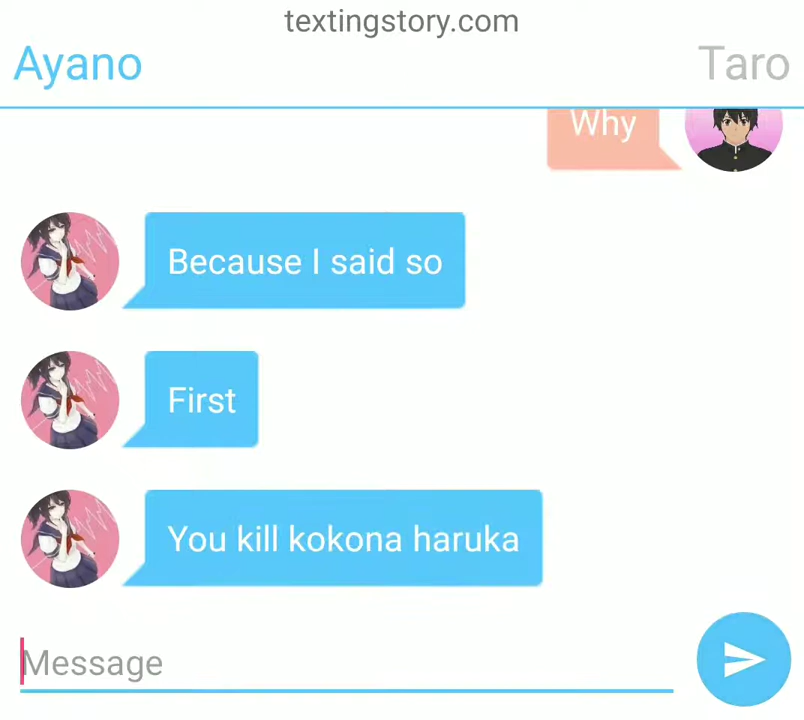 textingstory.com
Ayano
Taro
Why
Because I said so
First
You kill kokona haruka
Message